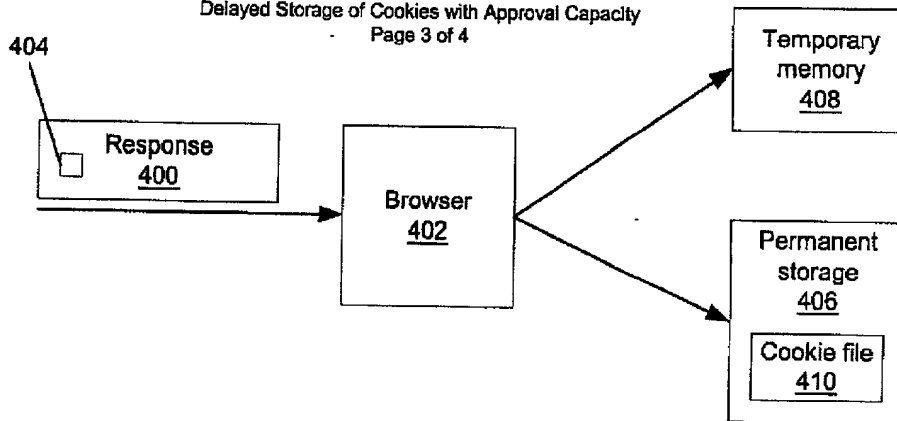 Delayed Storage of Cookies with Approval Capacity
Page 3 of 4
404
Response
400
Browser
402
Temporary
memory
408
Permanent
storage
406
Cookie file
410